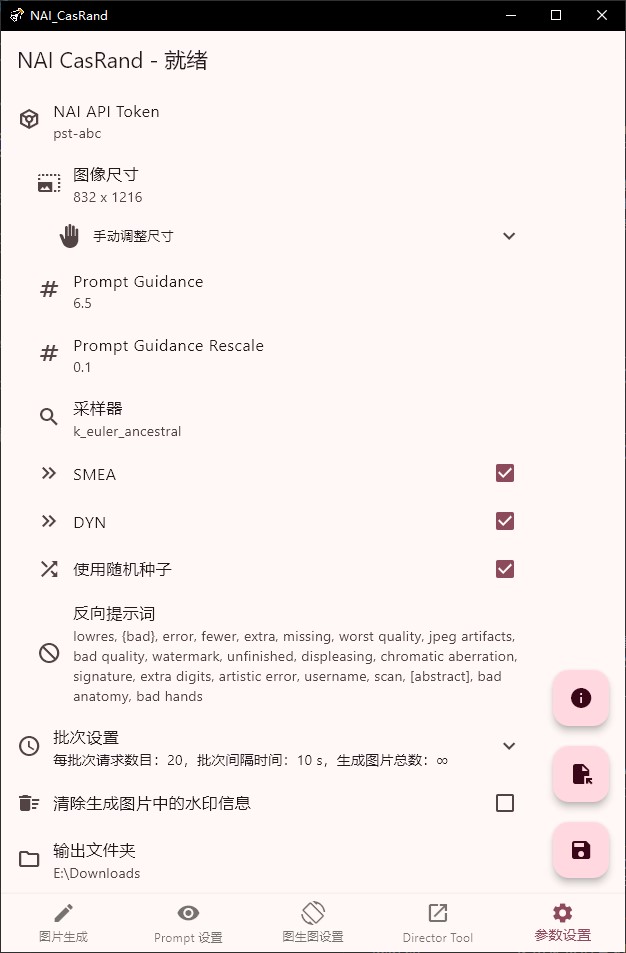 NAI_CasRand
NAI CasRand - 就绪
NAI API Token
pst-abc
图像尺寸
832 x 1216
手动调整尺寸
Prompt Guidance
6.5
Prompt Guidance Rescale
0.1
采样器
k_euler_ancestral
SMEA
DYN
使用随机种子
反向提示词
lowres, {bad}, error, fewer, extra, missing, worst quality, jpeg artifacts,
bad quality, watermark, unfinished, displeasing, chromatic aberration,
signature, extra digits, artistic error, username, scan, [abstract], bad
anatomy, bad hands
批次设置
每批次请求数目：20，批次间隔时间：10 s，生成图片总数：∞
清除生成图片中的水印信息
输出文件夹
E:\Downloads
图片生成
Prompt 设置
图生图设置
Director Tool
参数设置